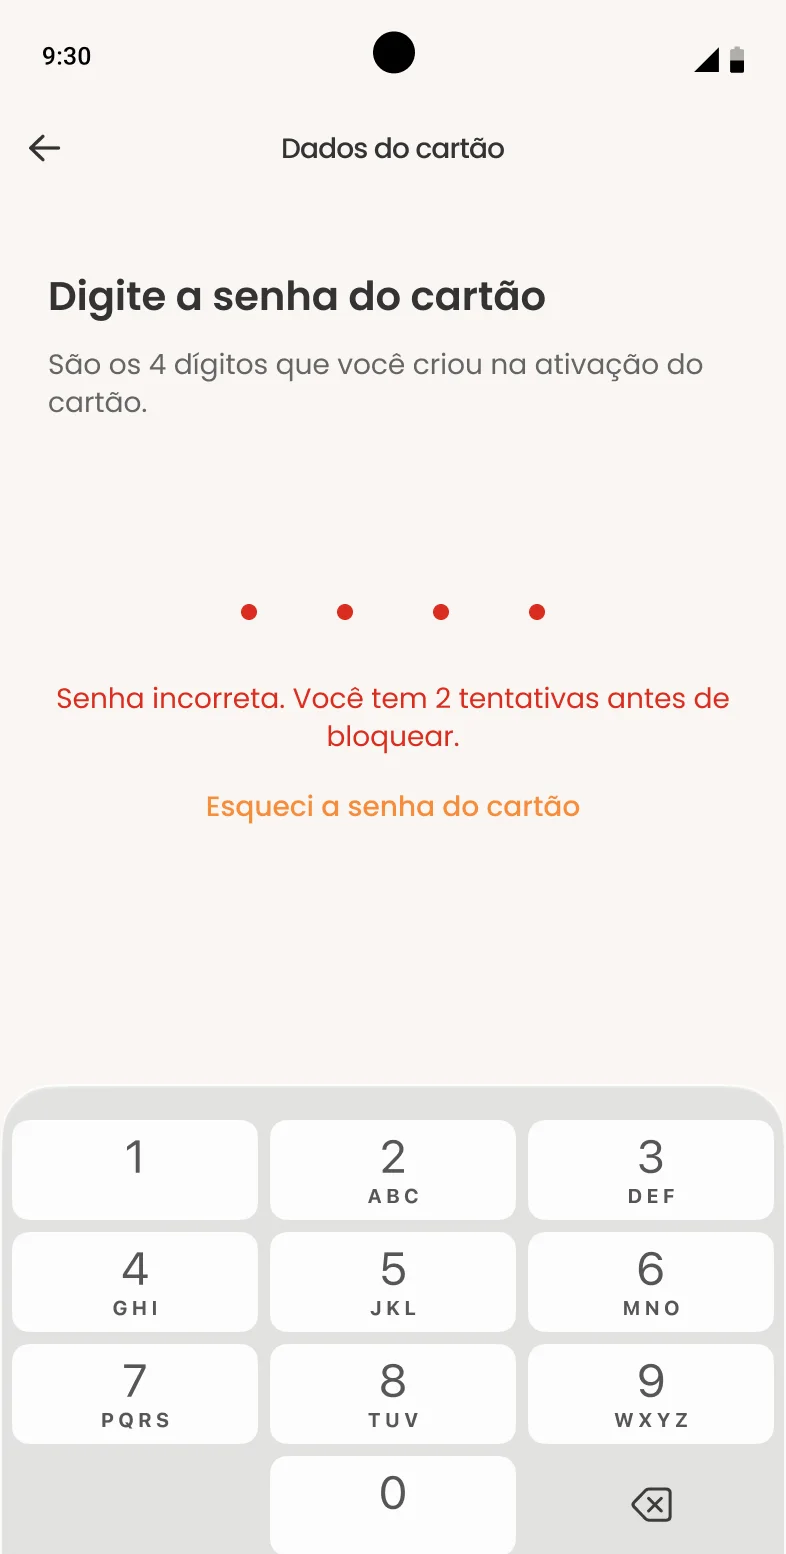 9:30
Dados do cartão
Digite a senha do cartão
São os 4 dígitos que você criou na ativação do
cartão.
Senha incorreta. Você tem 2 tentativas antes de
bloquear.
Esqueci a senha do cartão
1
2
ABC
3
DEF
4
GHI
5
JKL
6
MNO
7
PQRS
8
TUV
9
WXYZ
0